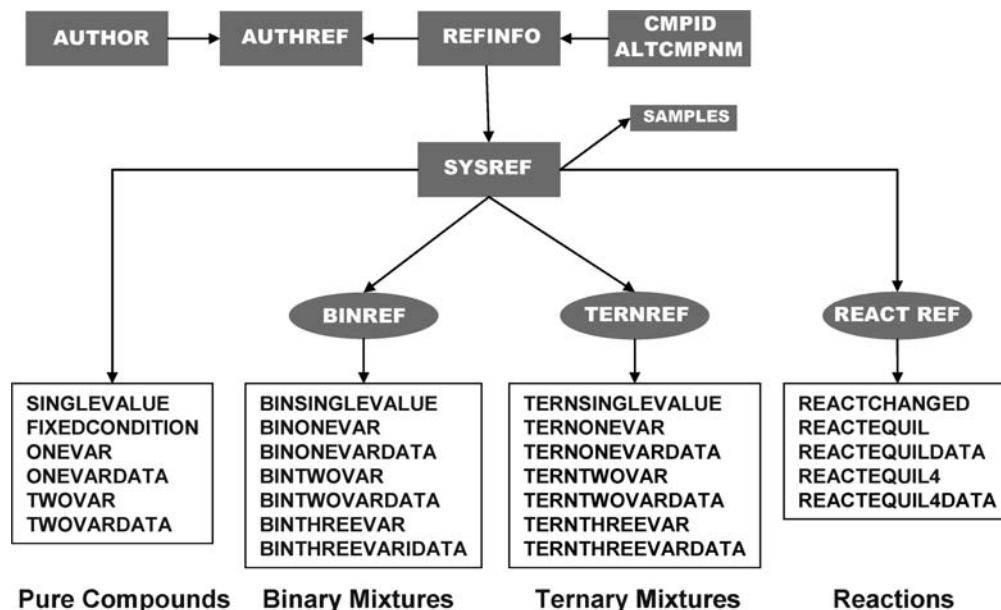 AUTHOR
AUTHREF
REFINFO
CMPID
ALTCMPNM
SAMPLES
SYSREF
BINREF
TERNREF
REACT REF
SINGLEVALUE
FIXEDCONDITION
ONEVAR
ONEVARDATA
TWOVAR
TWOVARDATA
BINSINGLEVALUE
BINONEVAR
BINONEVARDATA
BINTWOVAR
BINTWOVARDATA
BINTHREEVAR
BINTHREEVARIDATA
TERNSINGLEVALUE
TERNONEVAR
TERNONEVARDATA
TERNTWOVAR
TERNTWOVARDATA
TERNTHREEVAR
TERNTHREEVARDATA
REACTCHANGED
REACTEQUIL
REACTEQUILDATA
REACTEQUIL4
REACTEQUIL4DATA
Pure Compounds
Binary Mixtures
Ternary Mixtures
Reactions